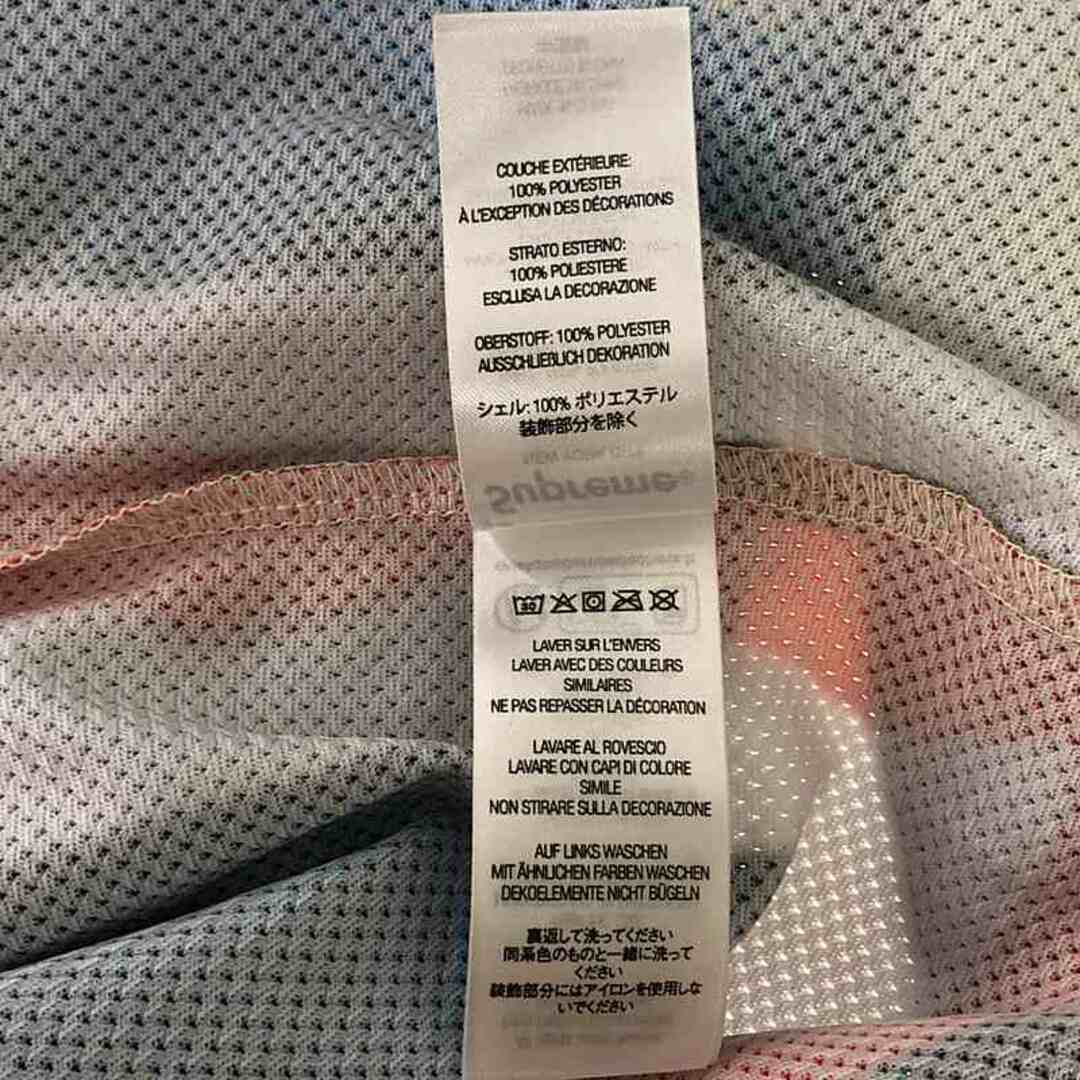 COUCHE EXTÉRIEURE:
100% POLYESTER
À L'EXCEPTION DES DÉCORATIONS
STRATO ESTERNO:
100% POLIESTERE
ESCLUSA LA DECORAZIONE
OBERSTOFF: 100% POLYESTER
AUSSCHLIEBLICH DEKORATION
シェル: 100% ポリエステル
装飾部分を除く
Supreme
30
LAVER SUR L'ENVERS
LAVER AVEC DES COULEURS
SIMILAIRES
NE PAS REPASSER LA DÉCORATION
LAVARE AL ROVESCIO
LAVARE CON CAPI DI COLORE
SIMILE
NON STIRARE SULLA DECORAZIONE
AUF LINKS WASCHEN
MIT ÄHNLICHEN FARBEN WASCHEN
DEKOELEMENTE NICHT BÜGELN
裏返して洗ってください
同系色のものと一緒に洗って
ください
装飾部分にはアイロンを使用しな
いでください